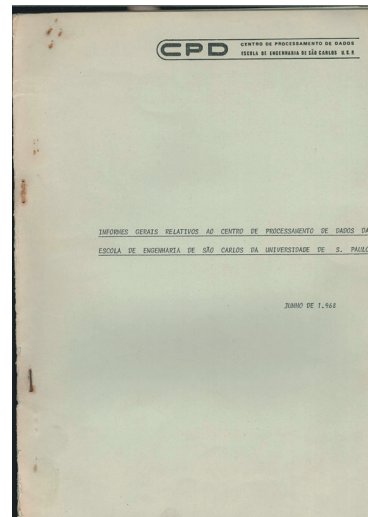 CPD
CENTRO DE PROCESSAMENTO DE DADOS
ESCOLA DE ENGENHARIA DE SÃO CARLOS U.S.P.
INFORMES GERAIS RELATIVOS AO CENTRO DE PROCESSAMENTO DE DADOS DA
ESCOLA DE ENGENHARIA DE SÃO CARLOS DA UNIVERSIDADE DE S. PAULO
JUNHO DE 1.968